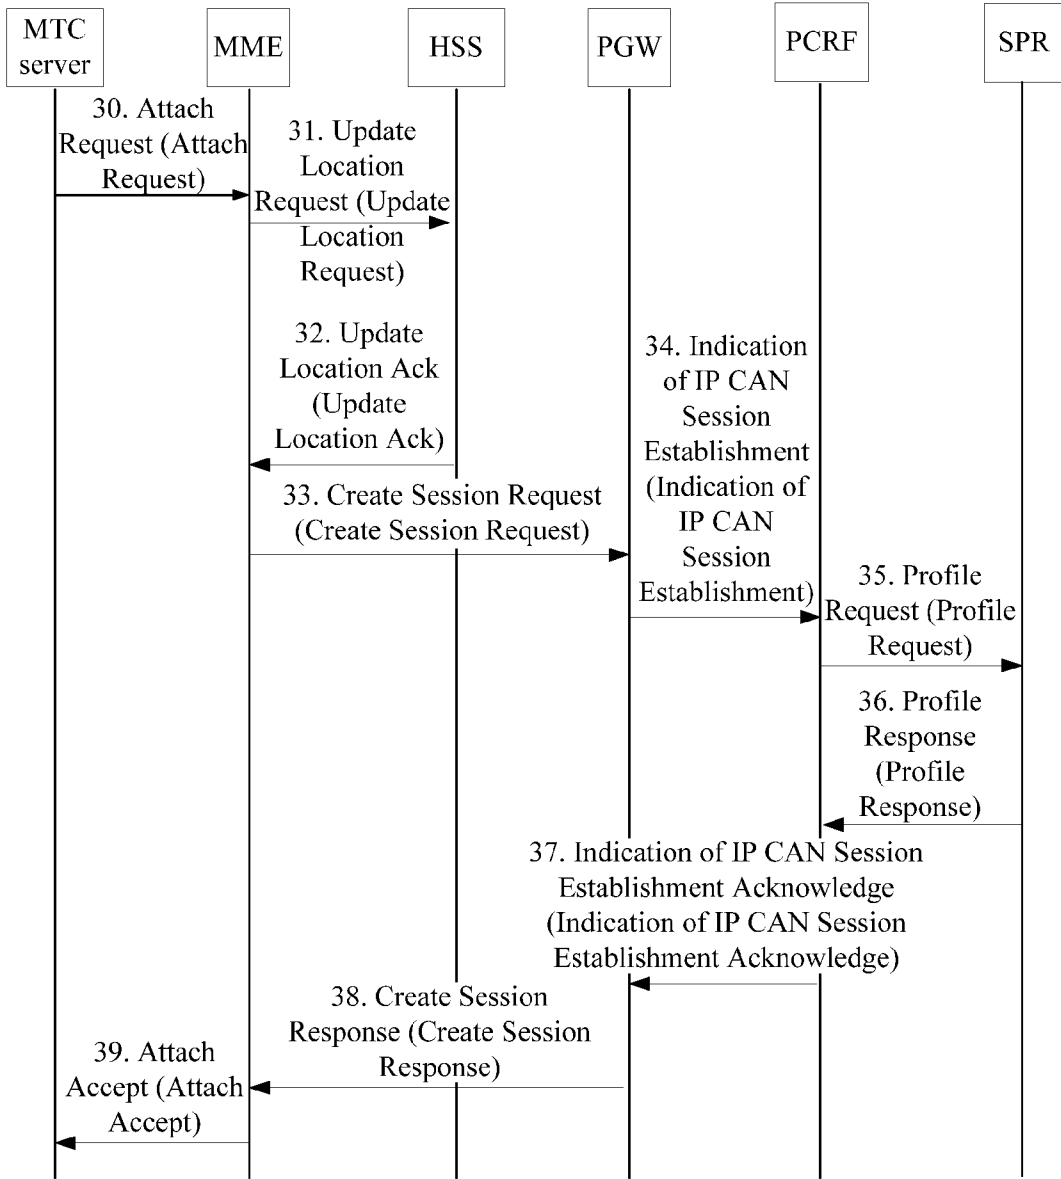 MTC
server
MME
HSS
PGW
PCRF
SPR
30. Attach
Request (Attach
Request)
31. Update
Location
Request (Update
Location
Request)
32. Update
Location Ack
(Update
Location Ack)
33. Create Session Request
(Create Session Request)
34. Indication
of IP CAN
Session
Establishment
(Indication of
IP CAN
Session
Establishment)
35. Profile
Request (Profile
Request)
36. Profile
Response
(Profile
Response)
37. Indication of IP CAN Session
Establishment Acknowledge
(Indication of IP CAN Session
Establishment Acknowledge)
38. Create Session
Response (Create Session
Response)
39. Attach
Accept (Attach
Accept)